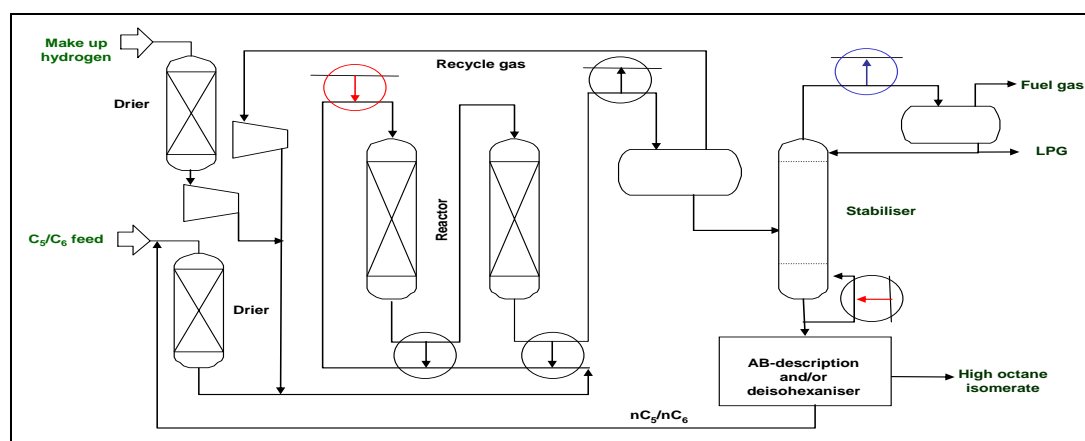 Make up
hydrogen
Drier
Recycle gas
Fuel gas
LPG
Reactor
Stabiliser
C5/C6 feed
Drier
AB-description
and/or
deisohexaniser
High octane
isomerate
nC5/nC6